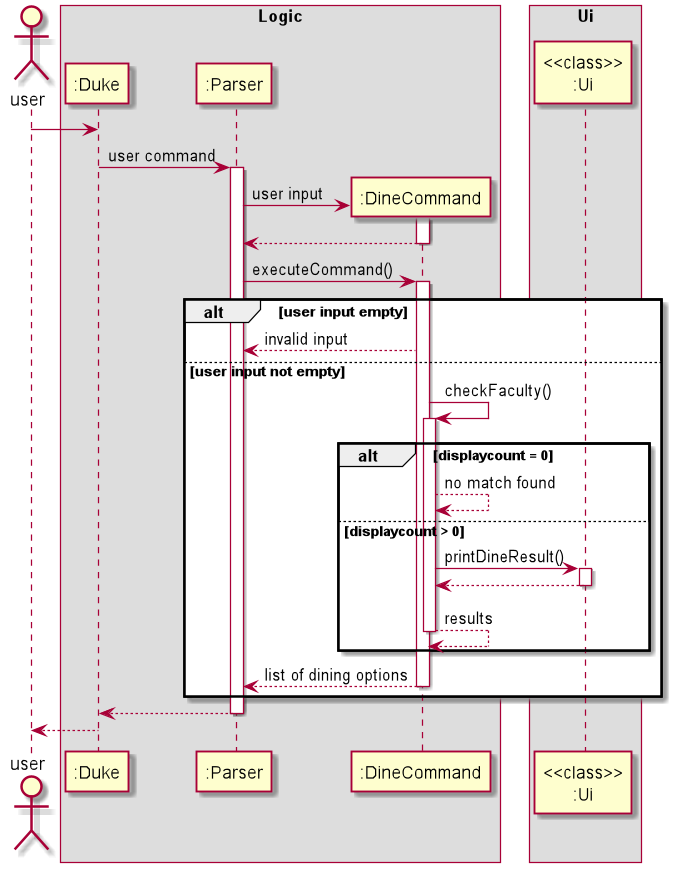 Logic
Ui
user
:Duke
:Parser
<<class>>
:Ui
user command
user input
:DineCommand
executeCommand()
alt
[user input empty]
invalid input
[user input not empty]
checkFaculty()
alt
[displaycount = 0]
no match found
[displaycount > 0]
printDineResult()
results
list of dining options
user
:Duke
:Parser
:DineCommand
<<class>>
:Ui